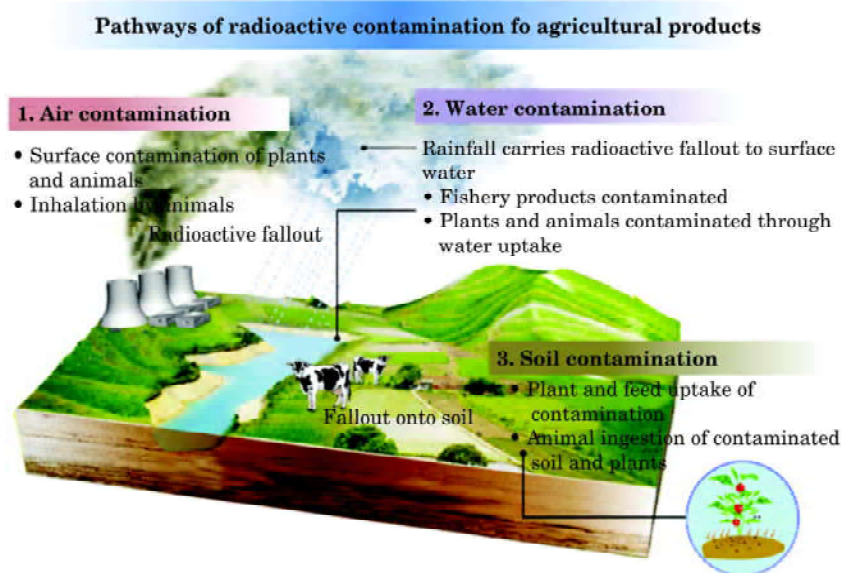 Pathways of radioactive contamination fo agricultural products
1. Air contamination
• Surface contamination of plants
and animals
• Inhalation by animals
Radioactive fallout
2. Water contamination
Rainfall carries radioactive fallout to surface
water
• Fishery products contaminated
• Plants and animals contaminated through
water uptake
3. Soil contamination
• Plant and feed uptake of
contamination
• Animal ingestion of contaminated
soil and plants
Fallout onto soil